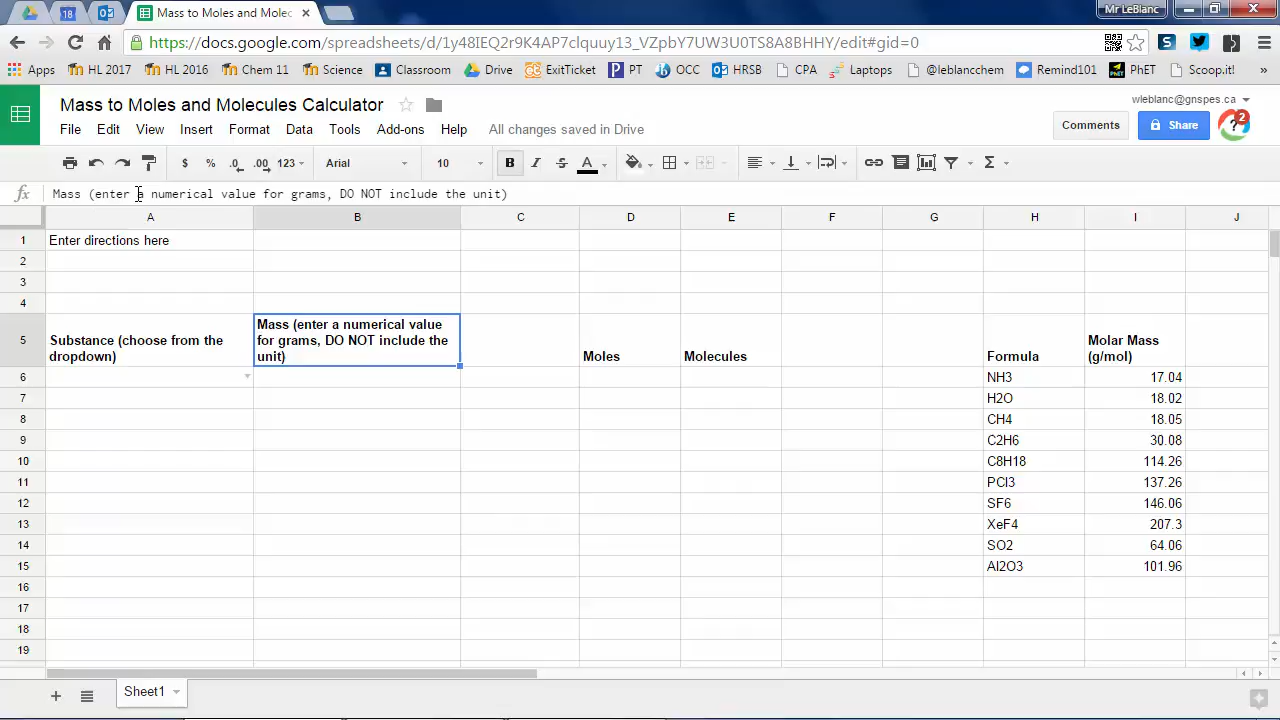 18
Mass to Moles and Molec
Mr LeBlanc
https://docs.google.com/spreadsheets/d/1y48IEC2r9K4AP7clquuy13_VZpbY7UW3U0TS8A8BHHY/edit#gid=0
Apps HL 2017 HL 2016 Chem 11 Science Classroom Drive ExitTicket PT OCC HRSB CPA Laptops @leblancchem Remind101 PhET Scoop.it! »
Mass to Moles and Molecules Calculator
wleblanc@gnspes.ca
File Edit View Insert Format Data Tools Add-ons Help All changes saved in Drive
Comments Share 2
$ % .0 .00 123 Arial 10 B I S A Σ
fx Mass (enter a numerical value for grams, DO NOT include the unit)
A B C D E F G H I J
1 Enter directions here
2
3
4
5 Substance (choose from the dropdown) Mass (enter a numerical value for grams, DO NOT include the unit) Moles Molecules Formula Molar Mass (g/mol)
6 NH3 17.04
7 H2O 18.02
8 CH4 18.05
9 C2H6 30.08
10 C8H18 114.26
11 PCl3 137.26
12 SF6 146.06
13 XeF4 207.3
14 SO2 64.06
15 Al2O3 101.96
16
17
18
19
+ Sheet1